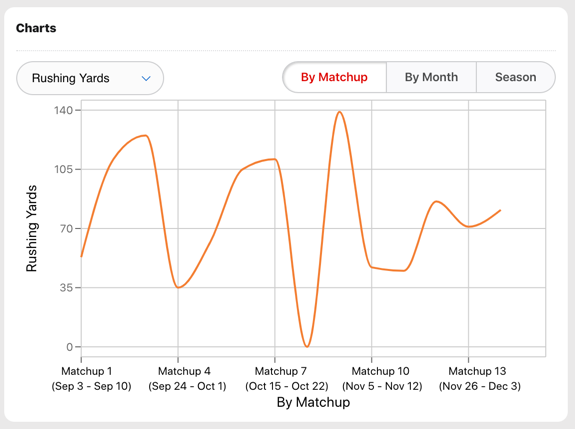 Charts
Rushing Yards
By Matchup
By Month
Season
140
105
70
35
0
Rushing Yards
Matchup 1
(Sep 3 - Sep 10)
Matchup 4
(Sep 24 - Oct 1)
Matchup 7
(Oct 15 - Oct 22)
Matchup 10
(Nov 5 - Nov 12)
Matchup 13
(Nov 26 - Dec 3)
By Matchup